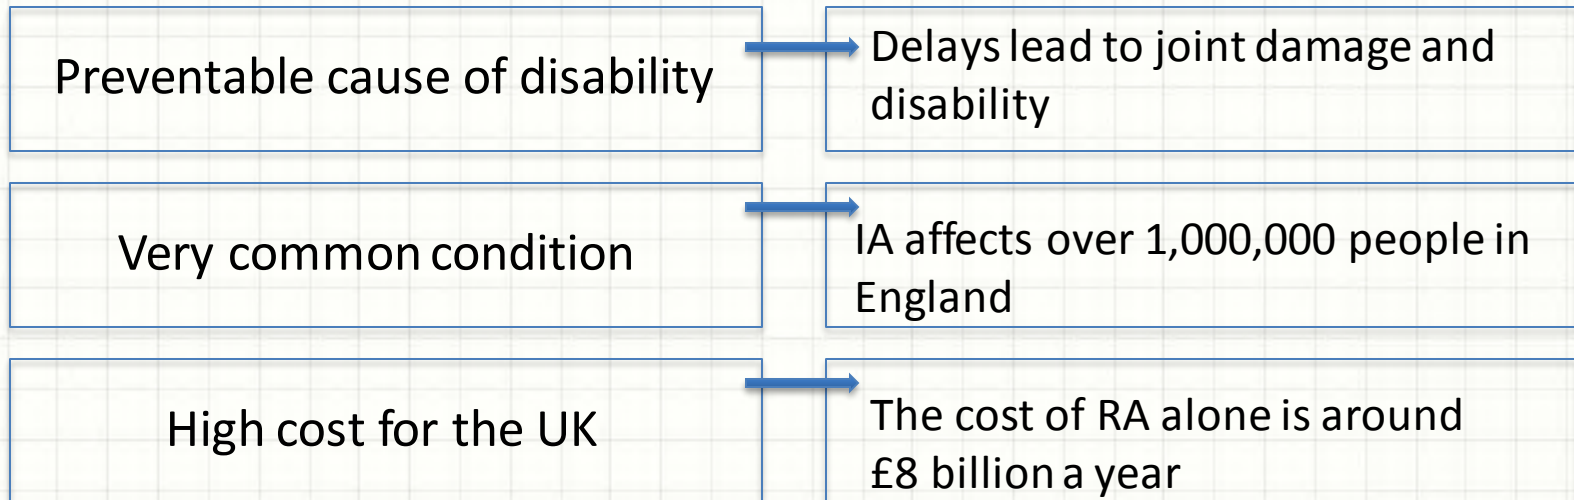 Preventable cause of disability
Delays lead to joint damage and
disability
Very common condition
IA affects over 1,000,000 people in
England
High cost for the UK
The cost of RA alone is around
£8 billion a year